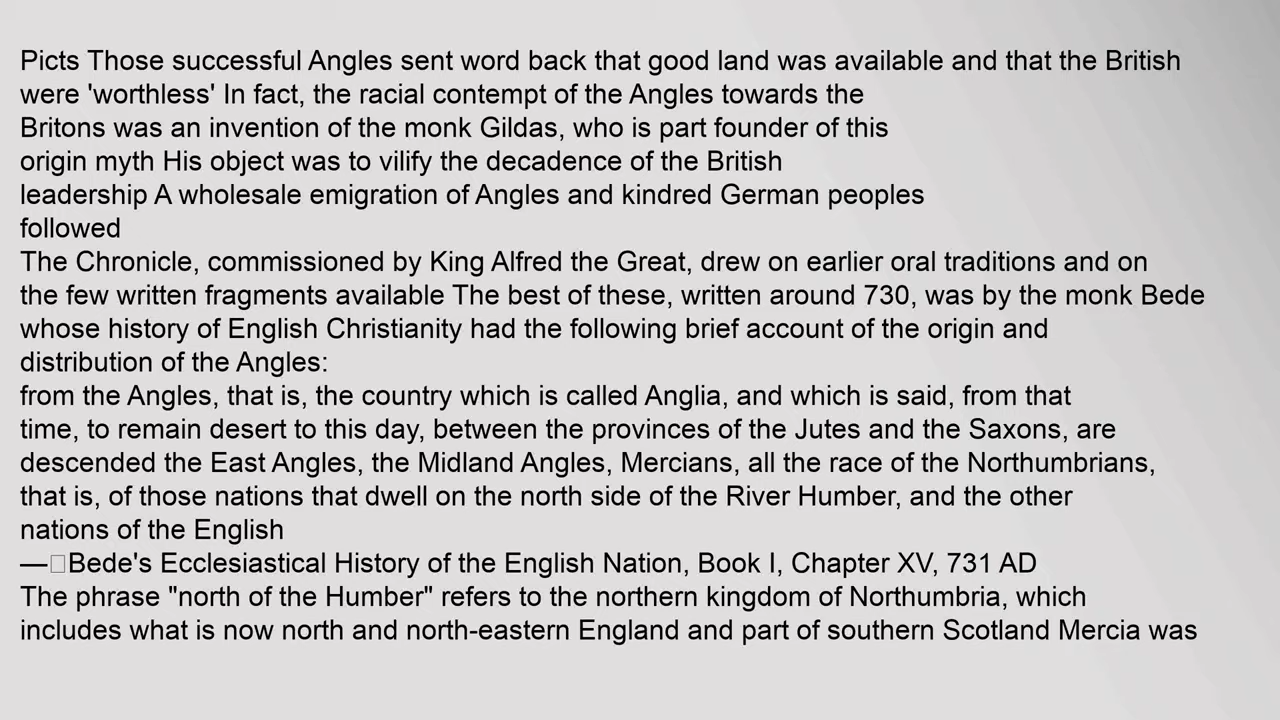 Picts Those successful Angles sent word back that good land was available and that the British
were 'worthless' In fact, the racial contempt of the Angles towards the
Britons was an invention of the monk Gildas, who is part founder of this
origin myth His object was to vilify the decadence of the British
leadership A wholesale emigration of Angles and kindred German peoples
followed
The Chronicle, commissioned by King Alfred the Great, drew on earlier oral traditions and on
the few written fragments available The best of these, written around 730, was by the monk Bede
whose history of English Christianity had the following brief account of the origin and
distribution of the Angles:
from the Angles, that is, the country which is called Anglia, and which is said, from that
time, to remain desert to this day, between the provinces of the Jutes and the Saxons, are
descended the East Angles, the Midland Angles, Mercians, all the race of the Northumbrians,
that is, of those nations that dwell on the north side of the River Humber, and the other
nations of the English
—□Bede's Ecclesiastical History of the English Nation, Book I, Chapter XV, 731 AD
The phrase "north of the Humber" refers to the northern kingdom of Northumbria, which
includes what is now north and north-eastern England and part of southern Scotland Mercia was